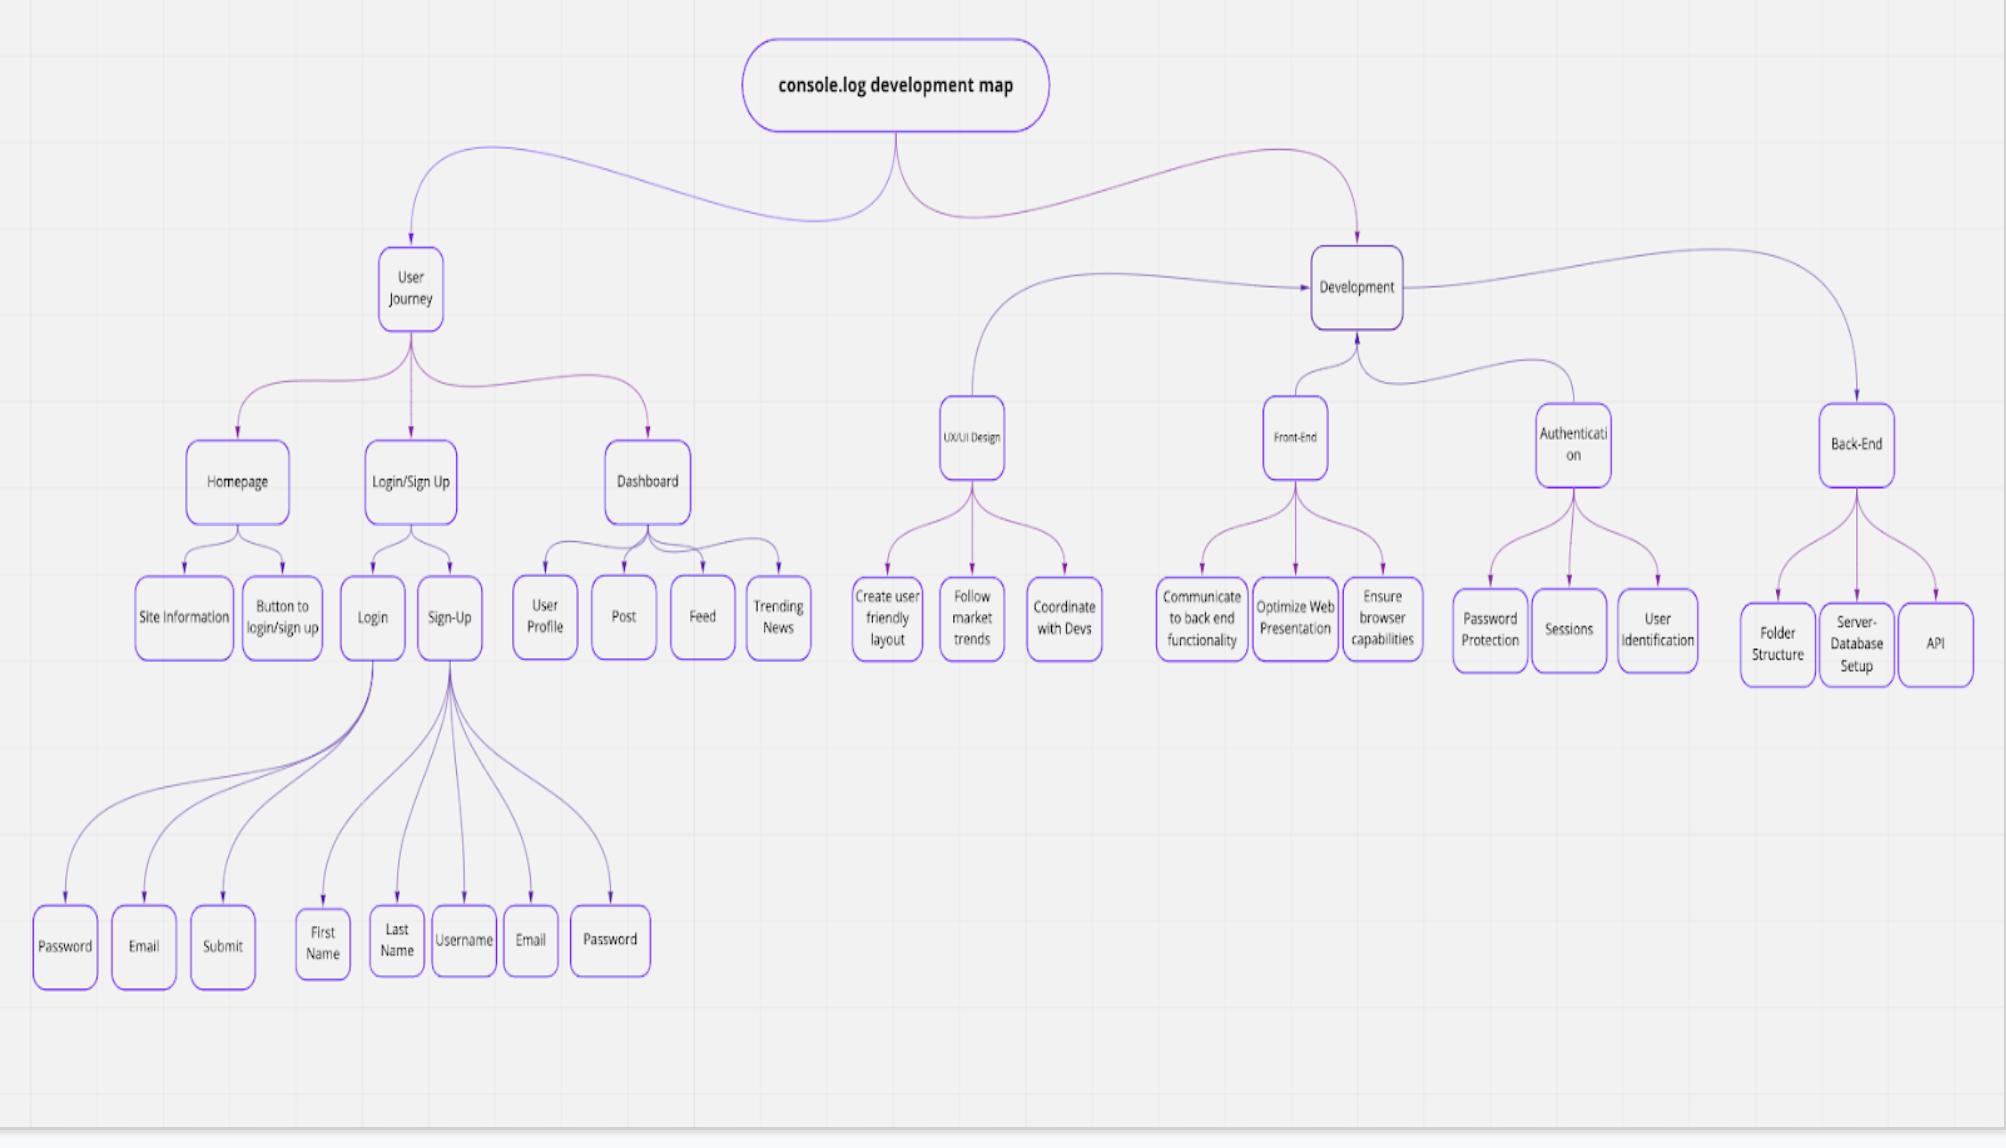 console.log development map
User
Journey
Development
UX/UI Design
Front-End
Authenticati
on
Back-End
Homepage
Login/Sign Up
Dashboard
Site Information
Button to
login/sign up
Login
Sign-Up
User
Profile
Post
Feed
Trending
News
Create user
friendly
layout
Follow
market
trends
Coordinate
with Devs
Communicate
to back end
functionality
Optimize Web
Presentation
Ensure
browser
capabilities
Password
Protection
Sessions
User
Identification
Folder
Structure
Server-
Database
Setup
API
Password
Email
Submit
First
Name
Last
Name
Username
Email
Password